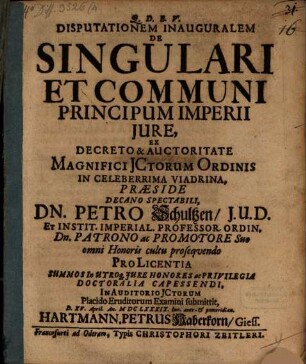 Q. D. B. V.
DISPUTATIONEM INAUGURALEM
DE
SINGULARI
ET COMMUNI
PRINCIPUM IMPERII
JURE,
EX
DECRETO & AUCTORITATE
MAGNIFICI JCTORUM ORDINIS
IN CELEBERRIMA VIADRINA,
PRÆSIDE
DECANO SPECTABILI,
DN. PETRO Schultzen/ J.U.D.
ET INSTIT. IMPERIAL. PROFESSOR. ORDIN.
Dn. PATRONO ac PROMOTORE Suo
omni Honoris cultu prosequendo
PRO LICENTIA
SUMMOS IN UTROQ; JURE HONORES ac PRIVILEGIA
DOCTORALIA CAPESSENDI,
IN AUDITORIO JCTORUM
Placido Eruditorum Examini submittit,
HARTMANN, PETRUS Haberkorn/ Giess.
Francofurti ad Oderam, Typis CHRISTOPHORI ZEITLERI.